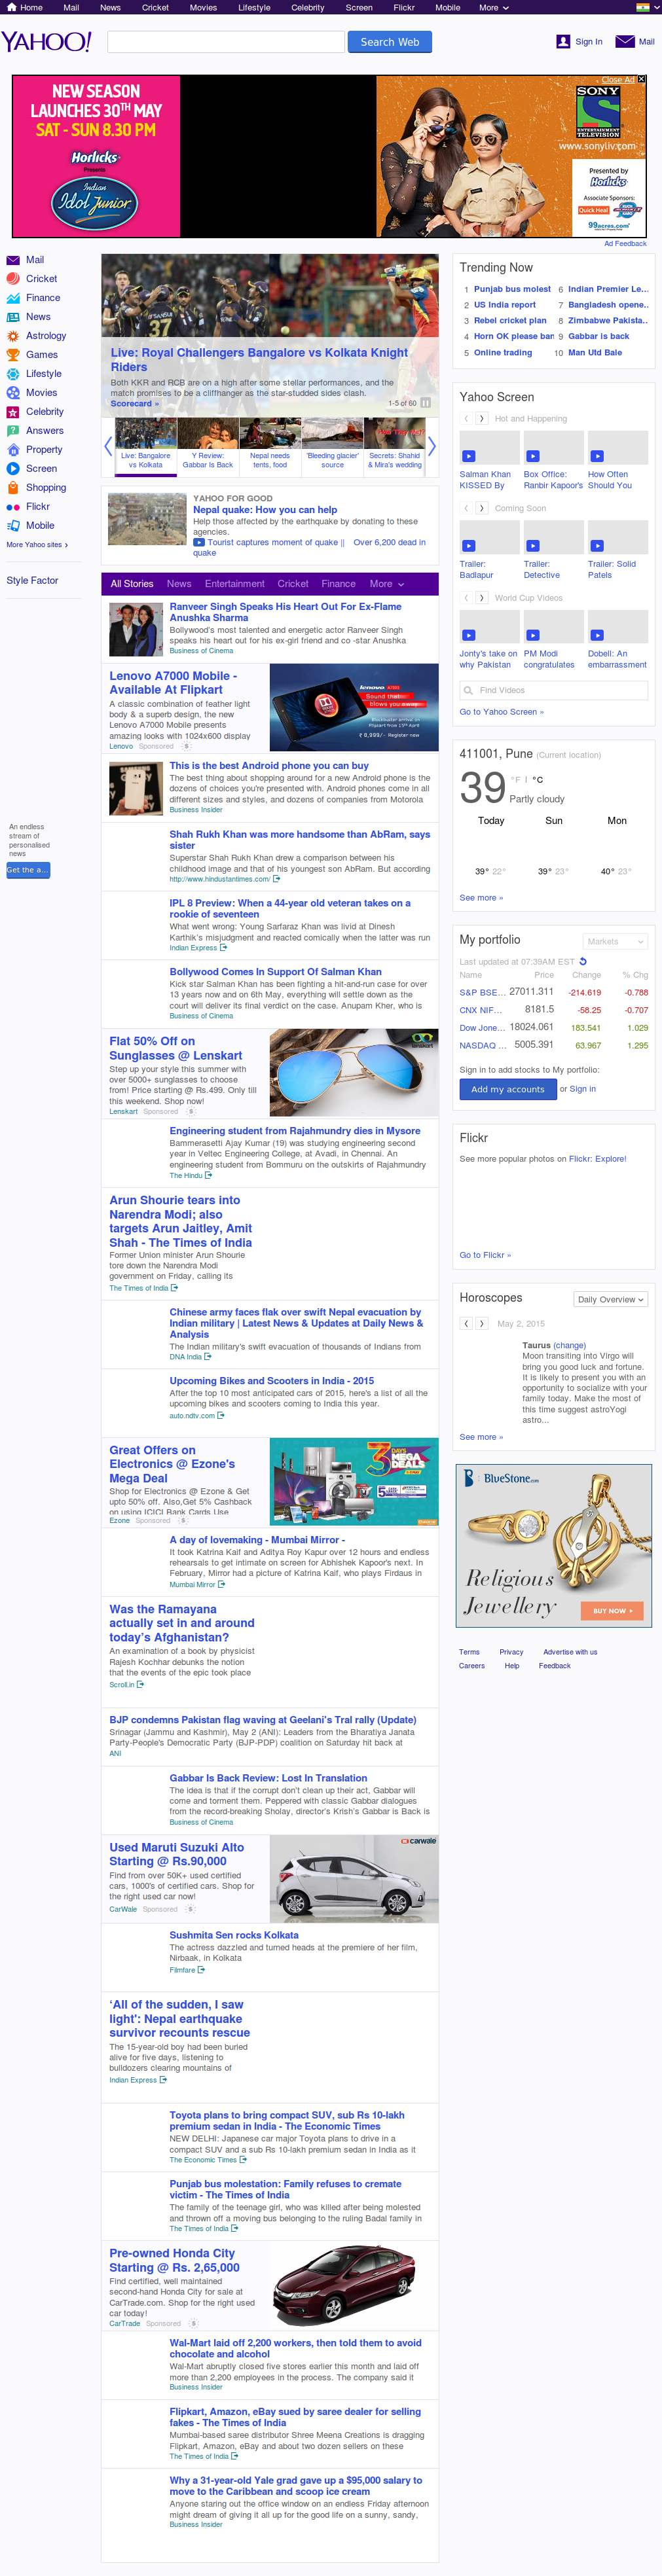 Home Mail News Cricket Movies Lifestyle Celebrity Screen Flickr Mobile More
YAHOO!
Search Web
Sign In
Mail
Close Ad X
NEW SEASON
LAUNCHES 30TH MAY
SAT - SUN 8.30 PM
Horlicks
Presents
Indian
Idol
Junior
SONY
ENTERTAINMENT
TELEVISION
www.sonyliv.com
Presented by
Horlicks
Associate Sponsors:
Quick Heal
99acres.com
Ad Feedback
Mail
Cricket
Finance
News
Astrology
Games
Lifestyle
Movies
Celebrity
Answers
Property
Screen
Shopping
Flickr
Mobile
More Yahoo sites ›
Style Factor
An endless
stream of
personalised
news
Get the a...
Live: Royal Challengers Bangalore vs Kolkata Knight
Riders
Both KKR and RCB are on a high after some stellar performances, and the
match promises to be a cliffhanger as the star-studded sides clash.
Scorecard »
1-5 of 60
Live: Bangalore
vs Kolkata
Y Review:
Gabbar Is Back
Nepal needs
tents, food
'Bleeding glacier'
source
Secrets: Shahid
& Mira's wedding
YAHOO FOR GOOD
Nepal quake: How you can help
Help those affected by the earthquake by donating to these
agencies.
Tourist captures moment of quake || Over 6,200 dead in
quake
All Stories News Entertainment Cricket Finance More
Ranveer Singh Speaks His Heart Out For Ex-Flame
Anushka Sharma
Bollywood's most talented and energetic actor Ranveer Singh
speaks his heart out for his ex-girl friend and co -star Anushka
Business of Cinema
Lenovo A7000 Mobile -
Available At Flipkart
A classic combination of feather light
body & a superb design, the new
Lenovo A7000 Mobile presents
amazing looks with 1024x600 display
Lenovo Sponsored $
This is the best Android phone you can buy
The best thing about shopping around for a new Android phone is the
dozens of choices you're presented with. Android phones come in all
different sizes and styles, and dozens of companies from Motorola
Business Insider
Shah Rukh Khan was more handsome than AbRam, says
sister
Superstar Shah Rukh Khan drew a comparison between his
childhood image and that of his youngest son AbRam. But according
http://www.hindustantimes.com/
IPL 8 Preview: When a 44-year old veteran takes on a
rookie of seventeen
What went wrong: Young Sarfaraz Khan was livid at Dinesh
Karthik's misjudgment and reacted comically when the latter was run
Indian Express
Bollywood Comes In Support Of Salman Khan
Kick star Salman Khan has been fighting a hit-and-run case for over
13 years now and on 6th May, everything will settle down as the
court will deliver its final verdict on the case. Anupam Kher, who is
Business of Cinema
Flat 50% Off on
Sunglasses @ Lenskart
Step up your style this summer with
over 5000+ sunglasses to choose
from! Price starting @ Rs.499. Only till
this weekend. Shop now!
Lenskart Sponsored $
lenskart
Engineering student from Rajahmundry dies in Mysore
Bammerasetti Ajay Kumar (19) was studying engineering second
year in Veltec Engineering College, at Avadi, in Chennai. An
engineering student from Bommuru on the outskirts of Rajahmundry
The Hindu
Arun Shourie tears into
Narendra Modi; also
targets Arun Jaitley, Amit
Shah - The Times of India
Former Union minister Arun Shourie
tore down the Narendra Modi
government on Friday, calling its
The Times of India
Chinese army faces flak over swift Nepal evacuation by
Indian military | Latest News & Updates at Daily News &
Analysis
The Indian military's swift evacuation of thousands of Indians from
DNA India
Upcoming Bikes and Scooters in India - 2015
After the top 10 most anticipated cars of 2015, here's a list of all the
upcoming bikes and scooters coming to India this year.
auto.ndtv.com
Great Offers on
Electronics @ Ezone's
Mega Deal
Shop for Electronics @ Ezone & Get
upto 50% off. Also,Get 5% Cashback
on using ICICI Bank Cards.Use
Ezone Sponsored $
3 DAYS
MEGA
DEALS
A day of lovemaking - Mumbai Mirror -
It took Katrina Kaif and Aditya Roy Kapur over 12 hours and endless
rehearsals to get intimate on screen for Abhishek Kapoor's next. In
February, Mirror had a picture of Katrina Kaif, who plays Firdaus in
Mumbai Mirror
Was the Ramayana
actually set in and around
today's Afghanistan?
An examination of a book by physicist
Rajesh Kochhar debunks the notion
that the events of the epic took place
Scroll.in
BJP condemns Pakistan flag waving at Geelani's Tral rally (Update)
Srinagar (Jammu and Kashmir), May 2 (ANI): Leaders from the Bharatiya Janata
Party-People's Democratic Party (BJP-PDP) coalition on Saturday hit back at
ANI
Gabbar Is Back Review: Lost In Translation
The idea is that if the corrupt don't clean up their act, Gabbar will
come and torment them. Peppered with classic Gabbar dialogues
from the record-breaking Sholay, director's Krish's Gabbar is Back is
Business of Cinema
Used Maruti Suzuki Alto
Starting @ Rs.90,000
Find from over 50K+ used certified
cars, 1000's of certified cars. Shop for
the right used car now!
CarWale Sponsored $
carwale
Sushmita Sen rocks Kolkata
The actress dazzled and turned heads at the premiere of her film,
Nirbaak, in Kolkata
Filmfare
'All of the sudden, I saw
light': Nepal earthquake
survivor recounts rescue
The 15-year-old boy had been buried
alive for five days, listening to
bulldozers clearing mountains of
Indian Express
Toyota plans to bring compact SUV, sub Rs 10-lakh
premium sedan in India - The Economic Times
NEW DELHI: Japanese car major Toyota plans to drive in a
compact SUV and a sub Rs 10-lakh premium sedan in India as it
The Economic Times
Punjab bus molestation: Family refuses to cremate
victim - The Times of India
The family of the teenage girl, who was killed after being molested
and thrown off a moving bus belonging to the ruling Badal family in
The Times of India
Pre-owned Honda City
Starting @ Rs. 2,65,000
Find certified, well maintained
second-hand Honda City for sale at
CarTrade.com. Shop for the right used
car today!
CarTrade Sponsored $
Wal-Mart laid off 2,200 workers, then told them to avoid
chocolate and alcohol
Wal-Mart abruptly closed five stores earlier this month and laid off
more than 2,200 employees in the process. The company said it
Business Insider
Flipkart, Amazon, eBay sued by saree dealer for selling
fakes - The Times of India
Mumbai-based saree distributor Shree Meena Creations is dragging
Flipkart, Amazon, eBay and about two dozen sellers on these
The Times of India
Why a 31-year-old Yale grad gave up a $95,000 salary to
move to the Caribbean and scoop ice cream
Anyone staring out the office window on an endless Friday afternoon
might dream of giving it all up for the good life on a sunny, sandy,
Business Insider
Trending Now
1 Punjab bus molest
2 US India report
3 Rebel cricket plan
4 Horn OK please ban
5 Online trading
6 Indian Premier Le...
7 Bangladesh opene...
8 Zimbabwe Pakista...
9 Gabbar is back
10 Man Utd Bale
Yahoo Screen
Hot and Happening
Salman Khan
KISSED By
Box Office:
Ranbir Kapoor's
How Often
Should You
Coming Soon
Trailer:
Badlapur
Trailer:
Detective
Trailer: Solid
Patels
World Cup Videos
Jonty's take on
why Pakistan
PM Modi
congratulates
Dobell: An
embarrassment
Find Videos
Go to Yahoo Screen »
411001, Pune (Current location)
39 °F | °C
Partly cloudy
Today Sun Mon
39° 22° 39° 23° 40° 23°
See more »
My portfolio
Markets
Last updated at 07:39AM EST
Name Price Change % Chg
S&P BSE... 27011.311 -214.619 -0.788
CNX NIF... 8181.5 -58.25 -0.707
Dow Jone... 18024.061 183.541 1.029
NASDAQ ... 5005.391 63.967 1.295
Sign in to add stocks to My portfolio:
Add my accounts or Sign in
Flickr
See more popular photos on Flickr: Explore!
Go to Flickr »
Horoscopes
Daily Overview
May 2, 2015
Taurus (change)
Moon transiting into Virgo will
bring you good luck and fortune.
It is likely to present you with an
opportunity to socialize with your
family today. Make the most of
this time suggest astroYogi
astro...
See more »
BlueStone.com
Religious
Jewellery
BUY NOW
Terms Privacy Advertise with us
Careers Help Feedback